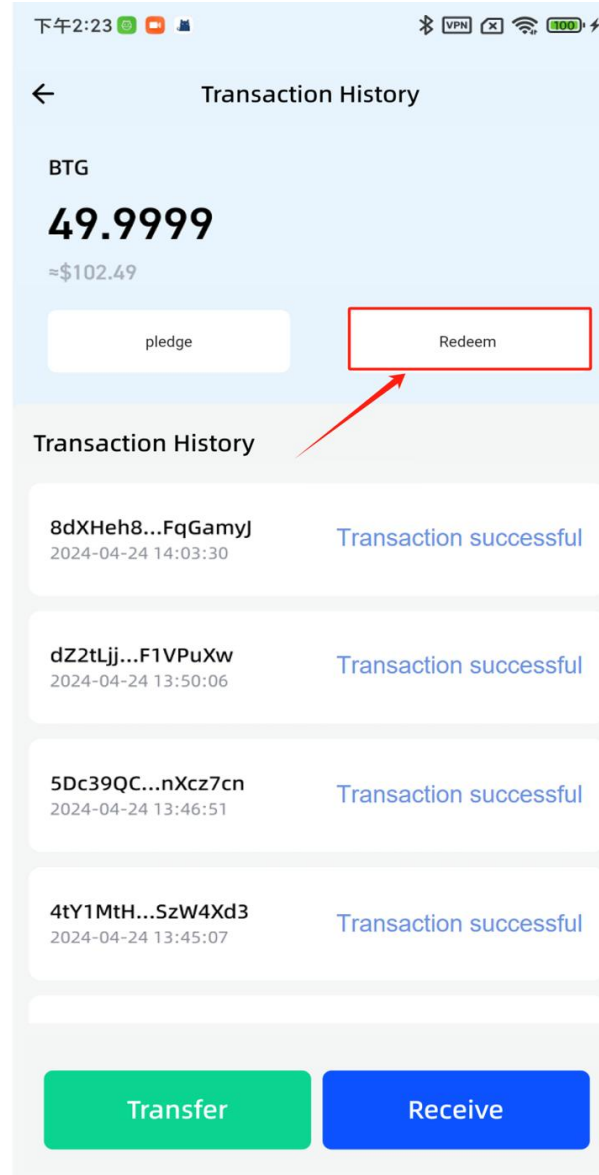 下午2:23 VPN 100
Transaction History
BTG
49.9999
≈$102.49
pledge Redeem
Transaction History
8dXHeh8...FqGamyJ Transaction successful
2024-04-24 14:03:30
dZ2tLjj...F1VPuXw Transaction successful
2024-04-24 13:50:06
5Dc39QC...nXcz7cn Transaction successful
2024-04-24 13:46:51
4tY1MtH...SzW4Xd3 Transaction successful
2024-04-24 13:45:07
Transfer Receive